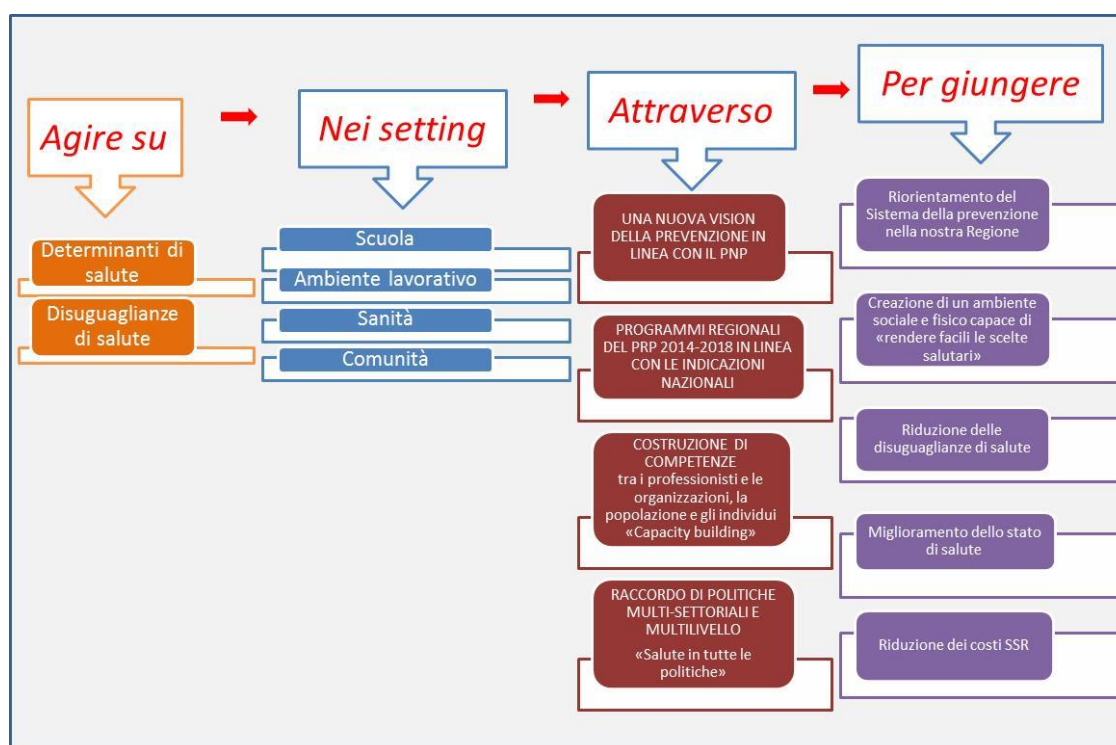 Agire su
Determinanti di
salute
Disuguaglianze
di salute
Nei setting
Scuola
Ambiente lavorativo
Sanità
Comunità
Attraverso
UNA NUOVA VISION
DELLA PREVENZIONE IN
LINEA CON IL PNP
PROGRAMMI REGIONALI
DEL PRP 2014-2018 IN LINEA
CON LE INDICAZIONI
NAZIONALI
COSTRUZIONE DI
COMPETENZE
tra i professionisti e le
organizzazioni, la
popolazione e gli individui
«Capacity building»
RACCORDO DI POLITICHE
MULTI-SETTORIALI E
MULTILIVELLO
«Salute in tutte le
politiche»
Per giungere
Riorientamento del
Sistema della prevenzione
nella nostra Regione
Creazione di un ambiente
sociale e fisico capace di
«rendere facili le scelte
salutari»
Riduzione delle
disuguaglianze di salute
Miglioramento dello stato
di salute
Riduzione dei costi SSR